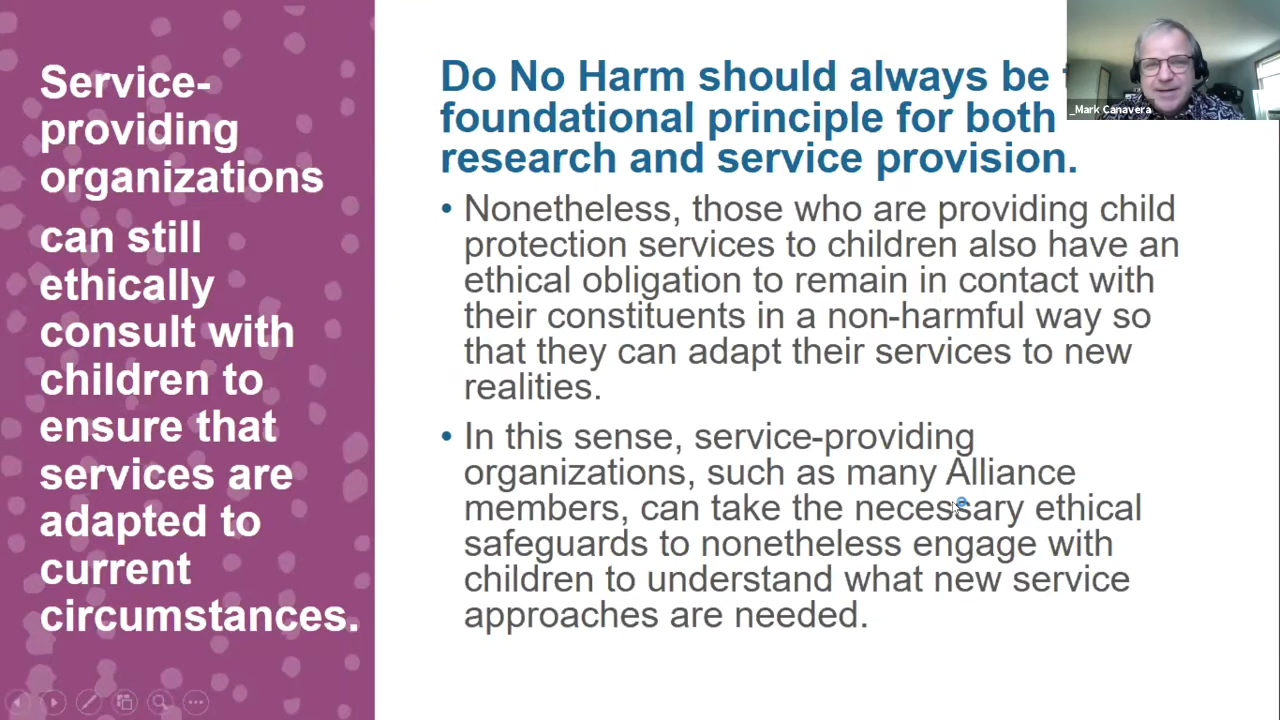 Service-
providing
organizations
can still
ethically
consult with
children to
ensure that
services are
adapted to
current
circumstances.
Do No Harm should always be
foundational principle for both
research and service provision.
• Nonetheless, those who are providing child
protection services to children also have an
ethical obligation to remain in contact with
their constituents in a non-harmful way so
that they can adapt their services to new
realities.
• In this sense, service-providing
organizations, such as many Alliance
members, can take the necessary ethical
safeguards to nonetheless engage with
children to understand what new service
approaches are needed.
_Mark Canavera